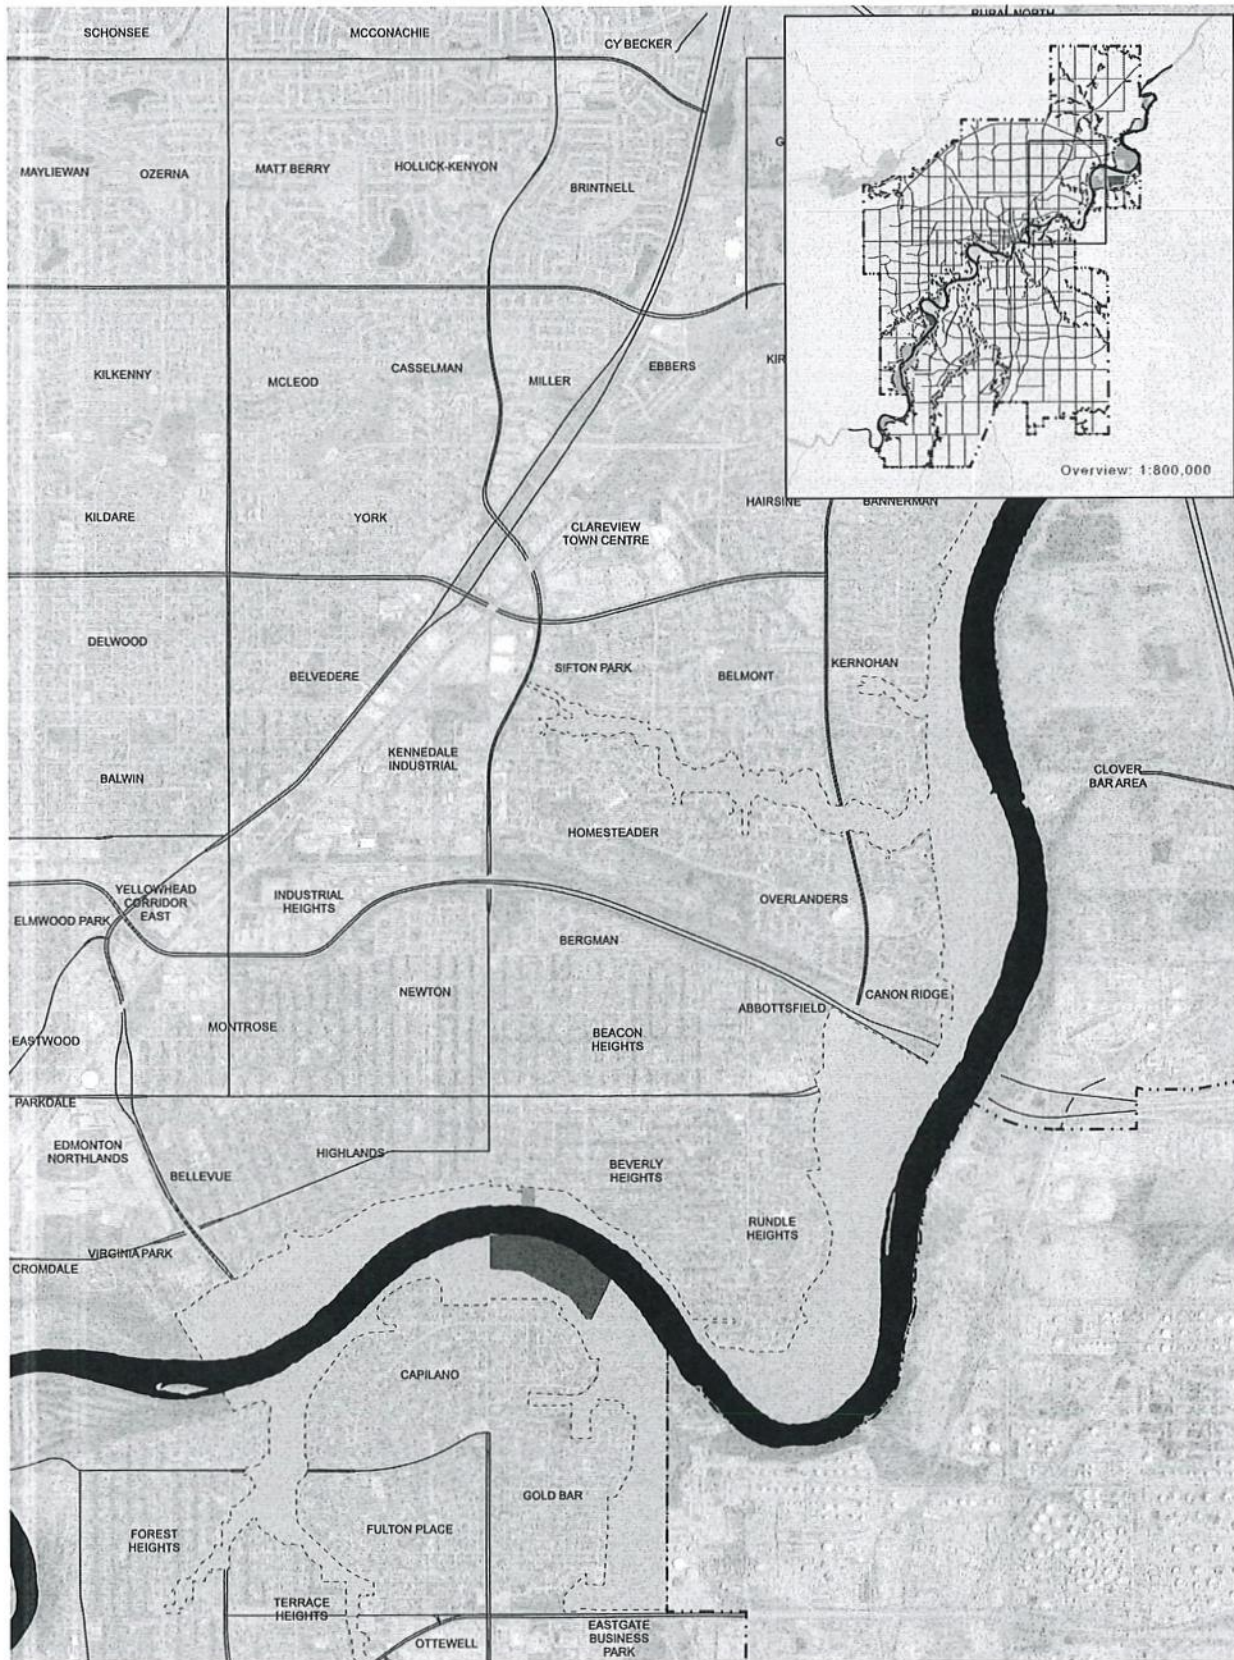 RURAL NORTH
SCHONSEE
MCCONACHIE
CY BECKER
MAYLIEWAN
OZERNA
MATT BERRY
HOLLICK-KENYON
BRINTNELL
G
KILKENNY
MCLEOD
CASSELMAN
MILLER
EBBERS
KIR
Overview: 1:800,000
KILDARE
YORK
CLAREVIEW
TOWN CENTRE
HAIRSINE
BANNERMAN
DELWOOD
BELVEDERE
SIFTON PARK
BELMONT
KERNOHAN
BALWIN
KENNEDALE
INDUSTRIAL
CLOVER
BAR AREA
HOMESTEADER
YELLOWHEAD
CORRIDOR
EAST
ELMWOOD PARK
INDUSTRIAL
HEIGHTS
OVERLANDERS
BERGMAN
NEWTON
CANON RIDGE
ABBOTTSFIELD
MONTROSE
EASTWOOD
BEACON
HEIGHTS
PARKDALE
EDMONTON
NORTHLANDS
BELLEVUE
HIGHLANDS
BEVERLY
HEIGHTS
RUNDLE
HEIGHTS
VIRGINIA PARK
CROMDALE
CAPILANO
GOLD BAR
FOREST
HEIGHTS
FULTON PLACE
TERRACE
HEIGHTS
OTTEWELL
EASTGATE
BUSINESS
PARK